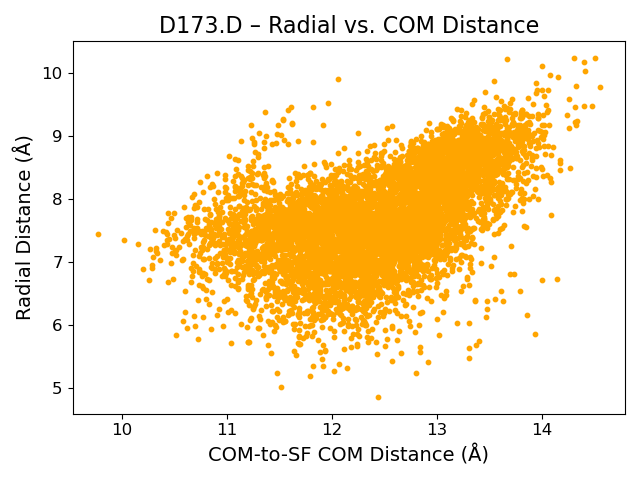 D173.D – Radial vs. COM Distance
Radial Distance (Å)
10
9
8
7
6
5
10 11 12 13 14
COM-to-SF COM Distance (Å)